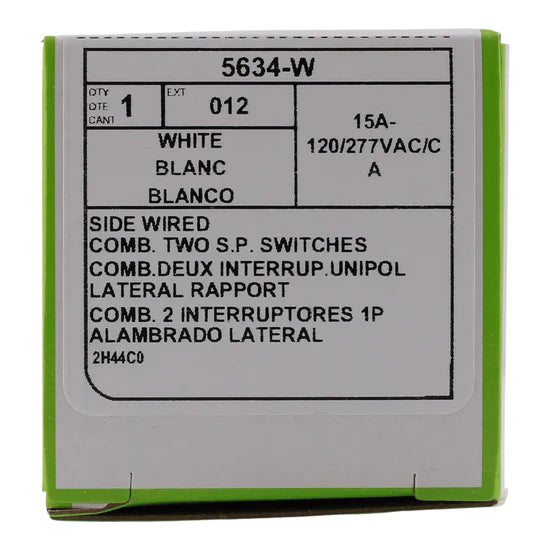 5634-W
QTY
QTE
CANT
1
EXT
012
WHITE
BLANC
BLANCO
15A-
120/277VAC/C
A
SIDE WIRED
COMB. TWO S.P. SWITCHES
COMB.DEUX INTERRUP.UNIPOL
LATERAL RAPPORT
COMB. 2 INTERRUPTORES 1P
ALAMBRADO LATERAL
2H44C0